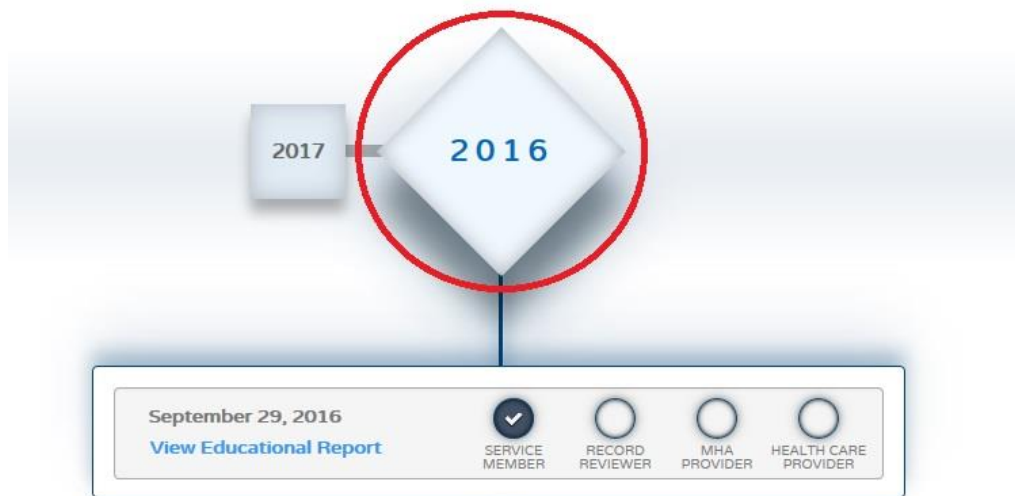 2017
2016
September 29, 2016
View Educational Report
SERVICE
MEMBER
RECORD
REVIEWER
MHA
PROVIDER
HEALTH CARE
PROVIDER